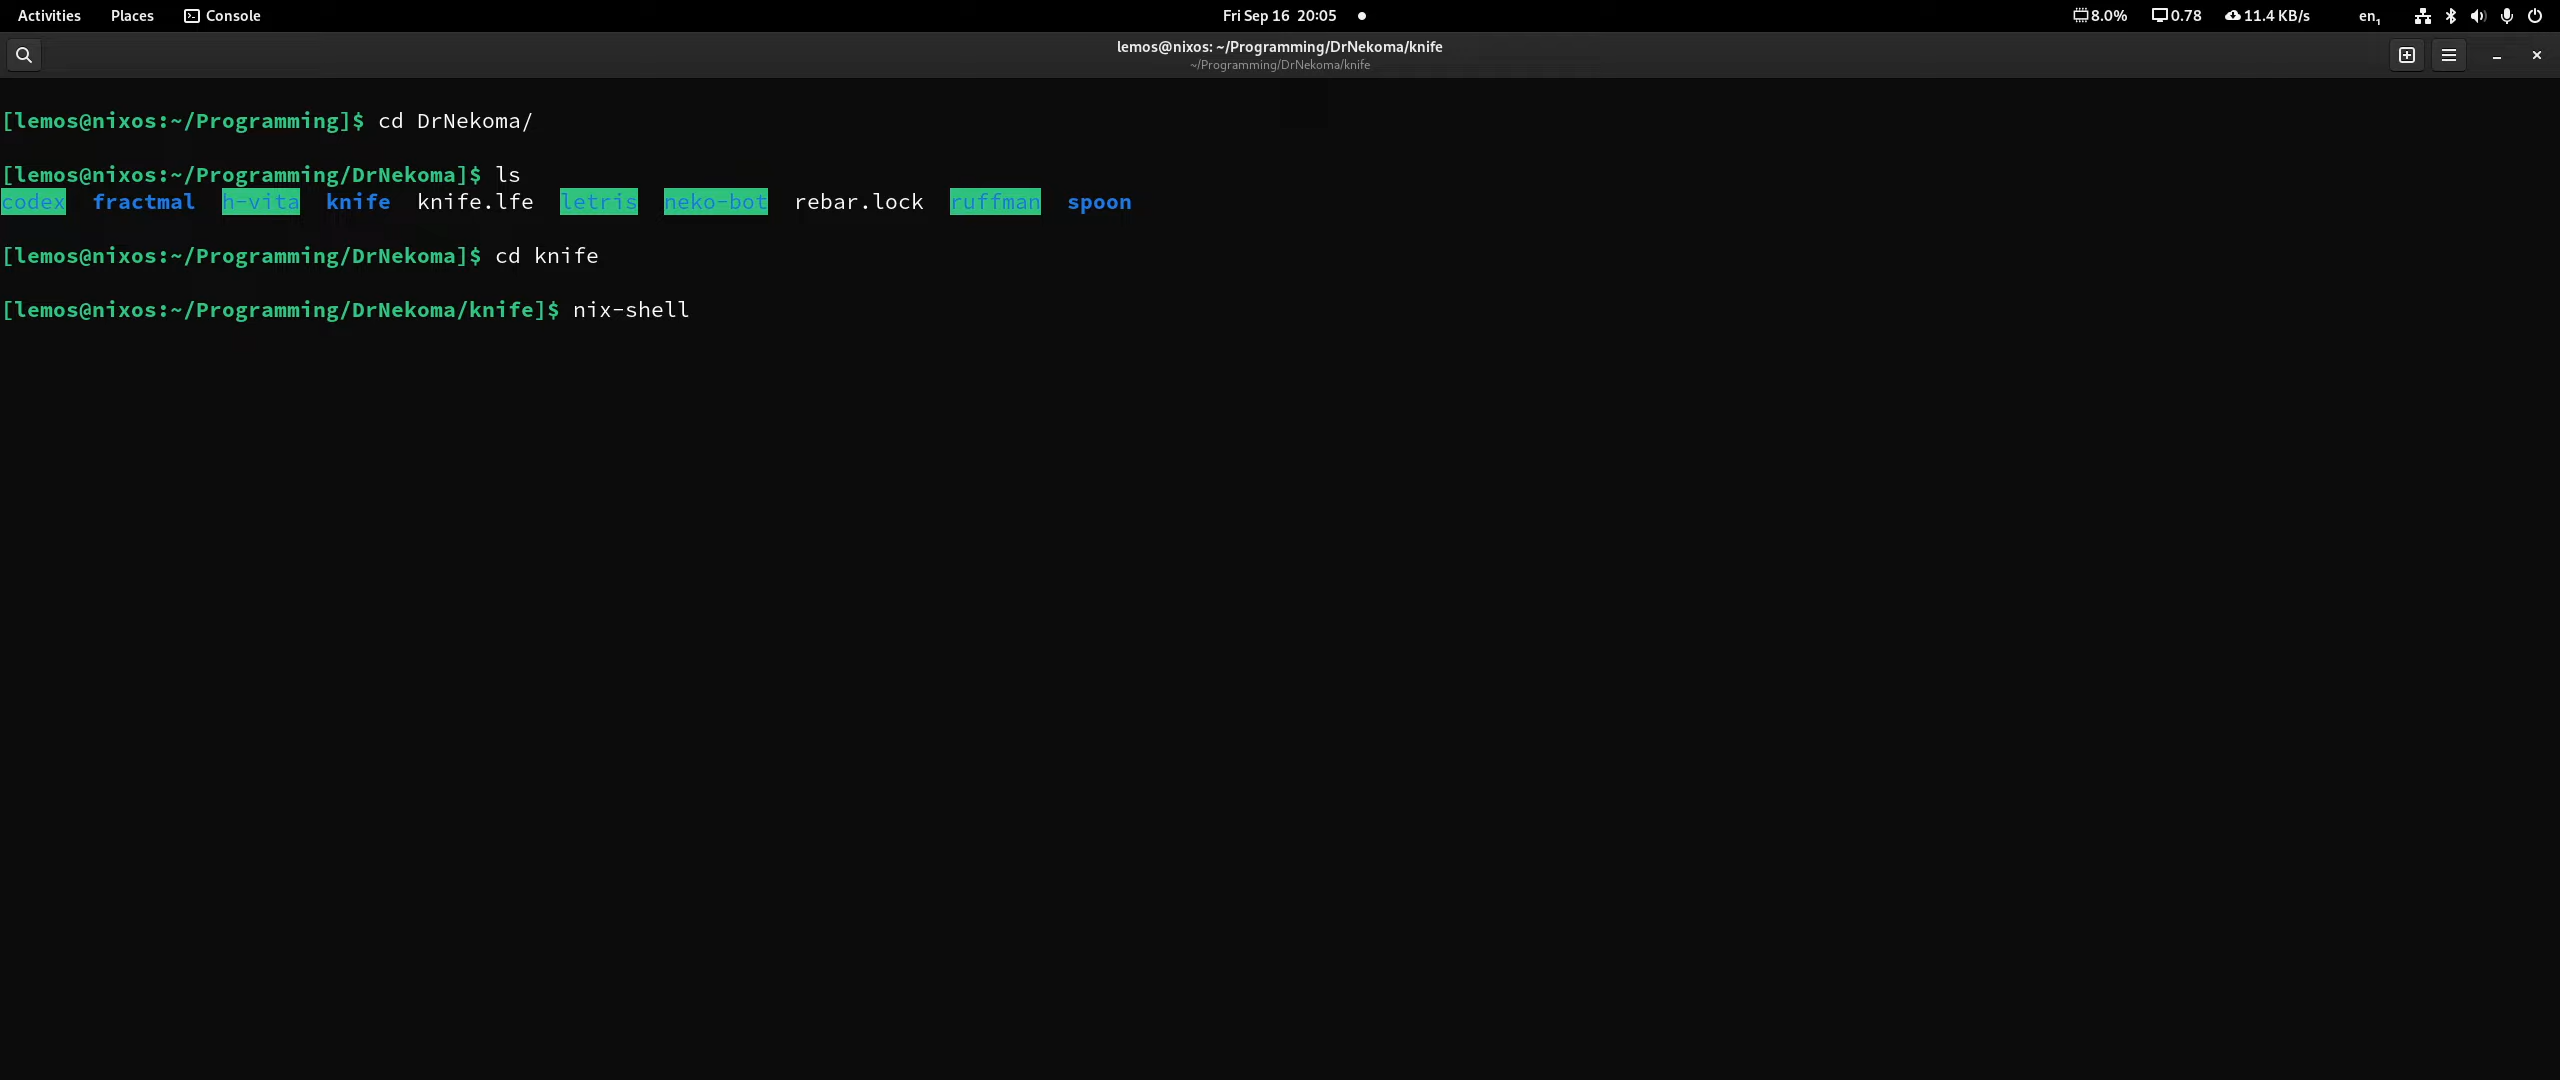 Activities Places Console Fri Sep 16 20:05 8.0% 0.78 11.4 KB/s en1
lemos@nixos: ~/Programming/DrNekoma/knife
~/Programming/DrNekoma/knife
[lemos@nixos:~/Programming]$ cd DrNekoma/
[lemos@nixos:~/Programming/DrNekoma]$ ls
codex fractmal h-vita knife knife.lfe letris neko-bot rebar.lock ruffman spoon
[lemos@nixos:~/Programming/DrNekoma]$ cd knife
[lemos@nixos:~/Programming/DrNekoma/knife]$ nix-shell